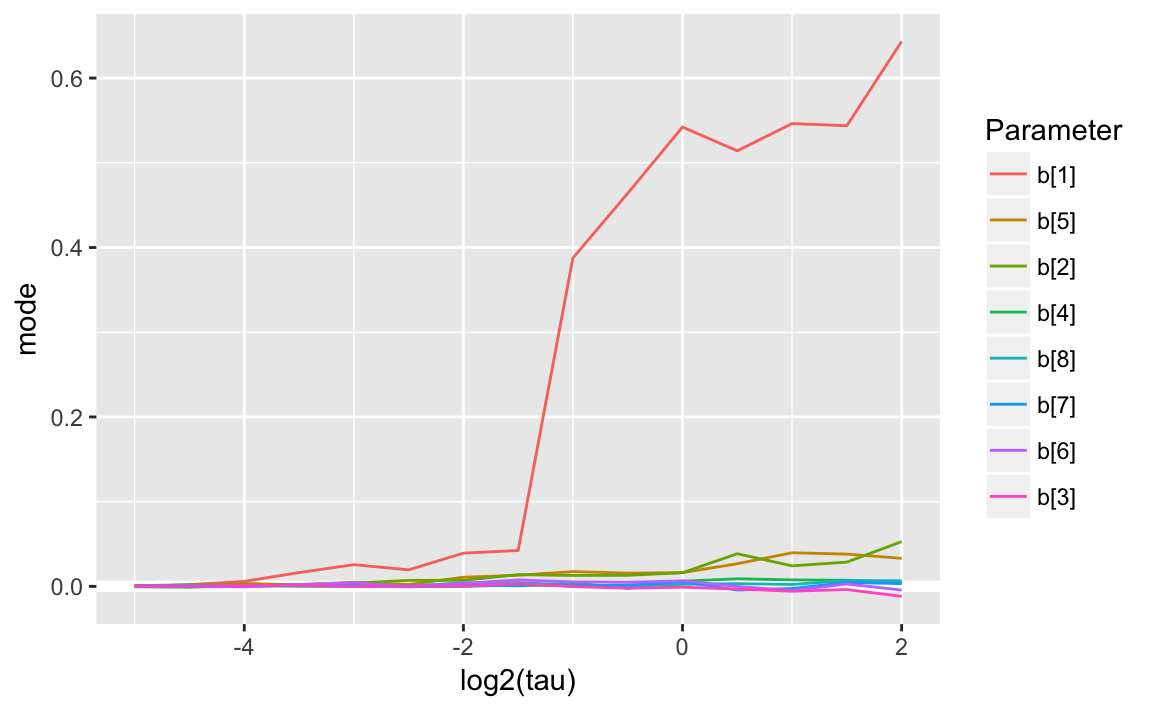 mode
0.6
0.4
0.2
0.0
-4
-2
0
2
log2(tau)
Parameter
b[1]
b[5]
b[2]
b[4]
b[8]
b[7]
b[6]
b[3]